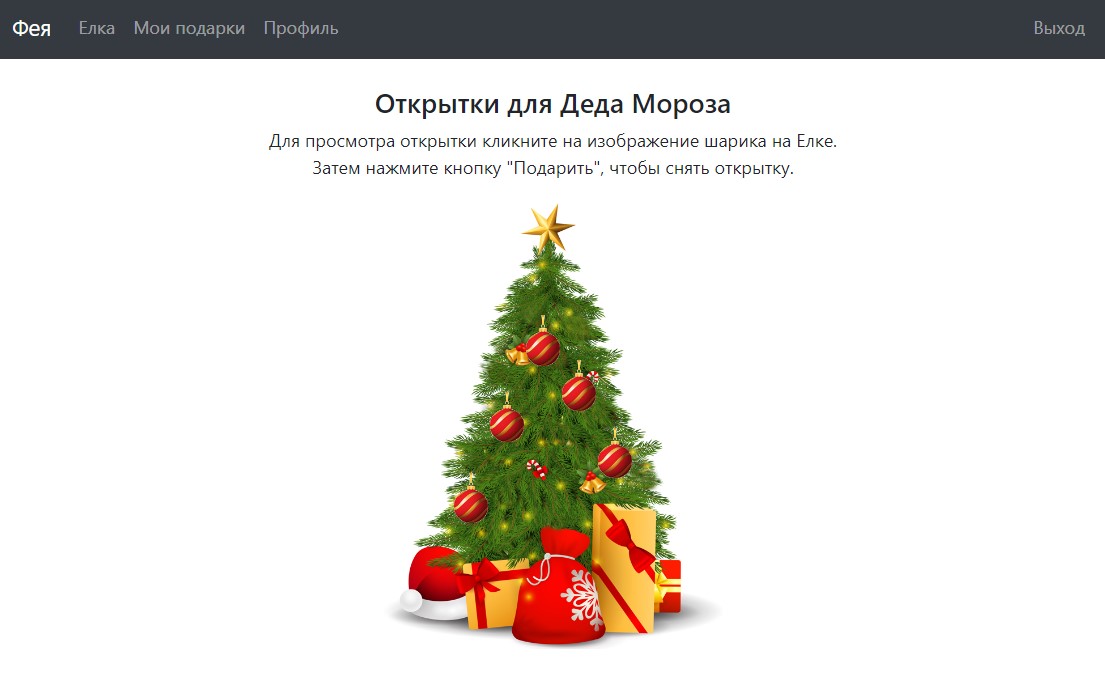 Фея Елка Мои подарки Профиль Выход
Открытки для Деда Мороза
Для просмотра открытки кликните на изображение шарика на Елке.
Затем нажмите кнопку "Подарить", чтобы снять открытку.